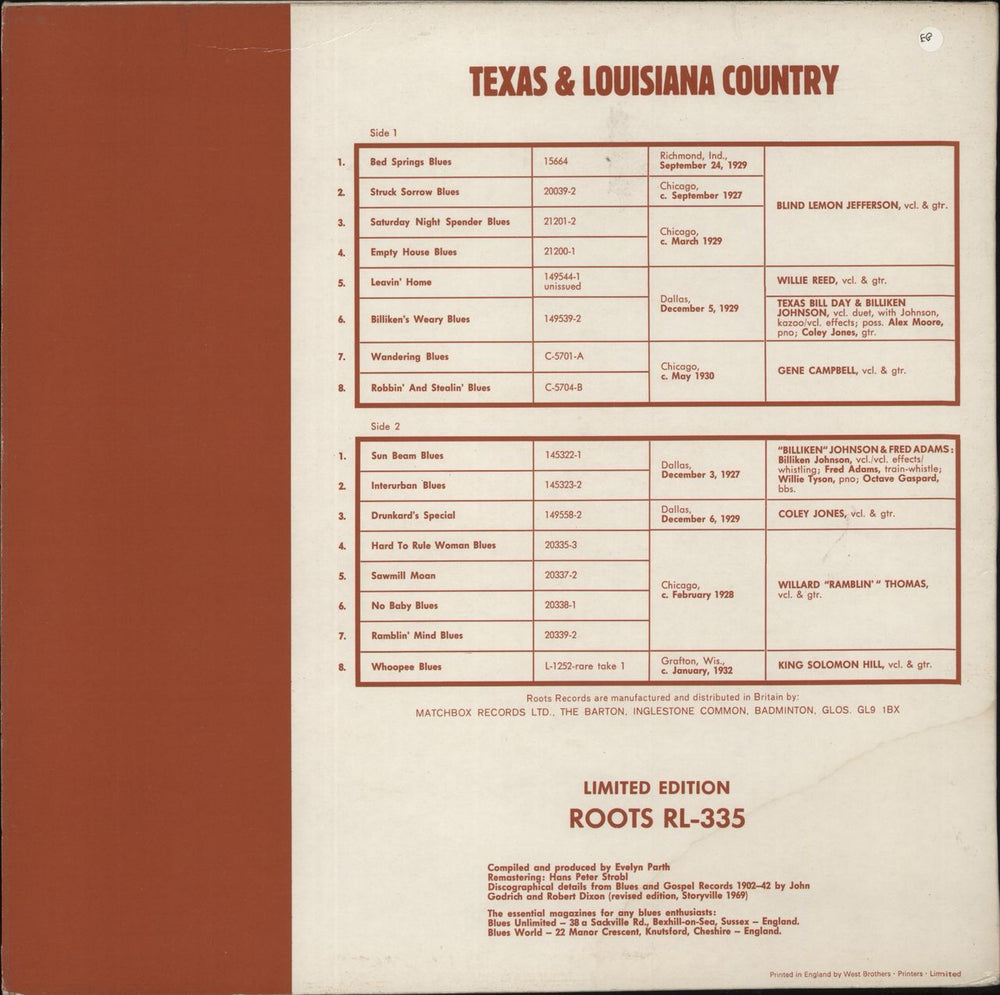 EB
TEXAS & LOUISIANA COUNTRY
Side 1
1. Bed Springs Blues 15664 Richmond, Ind., September 24, 1929 BLIND LEMON JEFFERSON, vcl. & gtr.
2. Struck Sorrow Blues 20039-2 Chicago, c. September 1927
3. Saturday Night Spender Blues 21201-2 Chicago, c. March 1929
4. Empty House Blues 21200-1
5. Leavin' Home 149544-1 unissued Dallas, December 5, 1929 WILLIE REED, vcl. & gtr.
6. Billiken's Weary Blues 149539-2 TEXAS BILL DAY & BILLIKEN
JOHNSON, vcl. duet, with Johnson,
kazoo/vcl. effects; poss. Alex Moore,
pno; Coley Jones, gtr.
7. Wandering Blues C-5701-A Chicago, c. May 1930 GENE CAMPBELL, vcl. & gtr.
8. Robbin' And Stealin' Blues C-5704-B
Side 2
1. Sun Beam Blues 145322-1 Dallas, December 3, 1927 "BILLIKEN" JOHNSON & FRED ADAMS:
Billiken Johnson, vcl./vcl. effects/
whistling; Fred Adams, train-whistle;
Willie Tyson, pno; Octave Gaspard,
bbs.
2. Interurban Blues 145323-2
3. Drunkard's Special 149558-2 Dallas, December 6, 1929 COLEY JONES, vcl. & gtr.
4. Hard To Rule Woman Blues 20335-3 Chicago, c. February 1928 WILLARD "RAMBLIN'" THOMAS, vcl. & gtr.
5. Sawmill Moan 20337-2
6. No Baby Blues 20338-1
7. Ramblin' Mind Blues 20339-2
8. Whoopee Blues L-1252-rare take 1 Grafton, Wis., c. January, 1932 KING SOLOMON HILL, vcl. & gtr.
Roots Records are manufactured and distributed in Britain by:
MATCHBOX RECORDS LTD., THE BARTON, INGLESTONE COMMON, BADMINTON, GLOS. GL9 1BX
LIMITED EDITION
ROOTS RL-335
Compiled and produced by Evelyn Parth
Remastering: Hans Peter Strobl
Discographical details from Blues and Gospel Records 1902-42 by John
Godrich and Robert Dixon (revised edition, Storyville 1969)
The essential magazines for any blues enthusiasts:
Blues Unlimited – 38 a Sackville Rd., Bexhill-on-Sea, Sussex – England.
Blues World – 22 Manor Crescent, Knutsford, Cheshire – England.
Printed in England by West Brothers · Printers · Limited